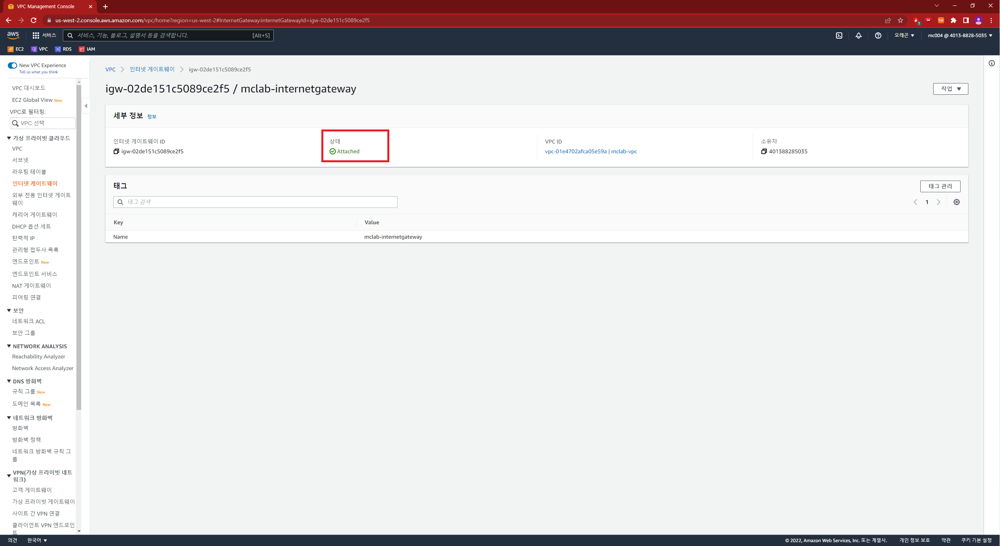 VPC Management Console
us-west-2.console.aws.amazon.com/vpc/home?region=us-west-2#InternetGateway:internetGatewayId=igw-02de151c5089ce2f5
1
aws
서비스
서비스, 기능, 블로그, 설명서 등을 검색합니다.
[Alt+S]
오레곤
mc004 @ 4013-8828-5035
EC2
VPC
RDS
IAM
New VPC Experience
Tell us what you think
VPC 대시보드
EC2 Global View New
VPC로 필터링:
VPC 선택
가상 프라이빗 클라우드
VPC
서브넷
라우팅 테이블
인터넷 게이트웨이
외부 전용 인터넷 게이트
웨이
캐리어 게이트웨이
DHCP 옵션 세트
탄력적 IP
관리형 접두사 목록
엔드포인트 New
엔드포인트 서비스
NAT 게이트웨이
피어링 연결
보안
네트워크 ACL
보안 그룹
NETWORK ANALYSIS
Reachability Analyzer
Network Access Analyzer
DNS 방화벽
규칙 그룹 New
도메인 목록 New
네트워크 방화벽
방화벽
방화벽 정책
네트워크 방화벽 규칙 그
룹
VPN(가상 프라이빗 네트
워크)
고객 게이트웨이
가상 프라이빗 게이트웨이
사이트 간 VPN 연결
클라이언트 VPN 엔드포인
트
VPC
인터넷 게이트웨이
igw-02de151c5089ce2f5
igw-02de151c5089ce2f5 / mclab-internetgateway
작업
세부 정보 정보
인터넷 게이트웨이 ID
igw-02de151c5089ce2f5
상태
Attached
VPC ID
vpc-01e4702afca05e59a | mclab-vpc
소유자
401388285035
태그
태그 관리
태그 검색
1
Key
Value
Name
mclab-internetgateway
의견
한국어
© 2022, Amazon Web Services, Inc. 또는 계열사.
개인 정보 보호
약관
쿠키 기본 설정